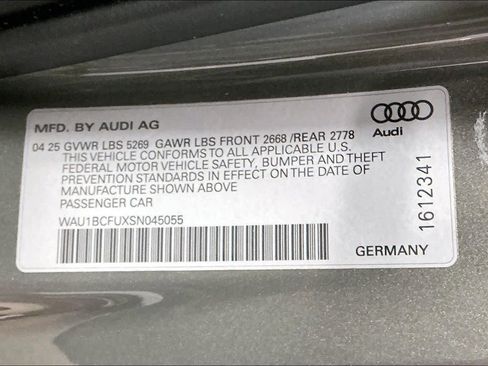 MFD. BY AUDI AG
Audi
04 25 GVWR LBS 5269 GAWR LBS FRONT 2668 /REAR 2778
THIS VEHICLE CONFORMS TO ALL APPLICABLE U.S.
FEDERAL MOTOR VEHICLE SAFETY, BUMPER AND THEFT
PREVENTION STANDARDS IN EFFECT ON THE DATE OF
MANUFACTURE SHOWN ABOVE
PASSENGER CAR
WAU1BCFUXSN045055
1612341
GERMANY